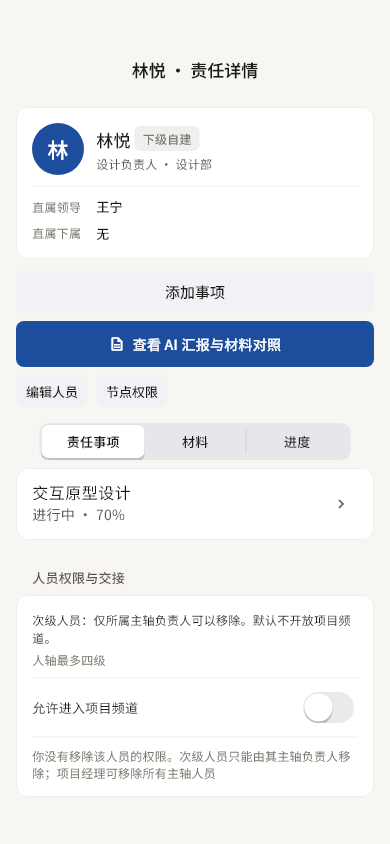 林悦 · 责任详情
林
林悦 下级自建
设计负责人 · 设计部
直属领导 王宁
直属下属 无
添加事项
查看 AI 汇报与材料对照
编辑人员 节点权限
责任事项 材料 进度
交互原型设计
进行中 · 70%
人员权限与交接
次级人员：仅所属主轴负责人可以移除。默认不开放项目频
道。
人轴最多四级
允许进入项目频道
你没有移除该人员的权限。次级人员只能由其主轴负责人移
除；项目经理可移除所有主轴人员